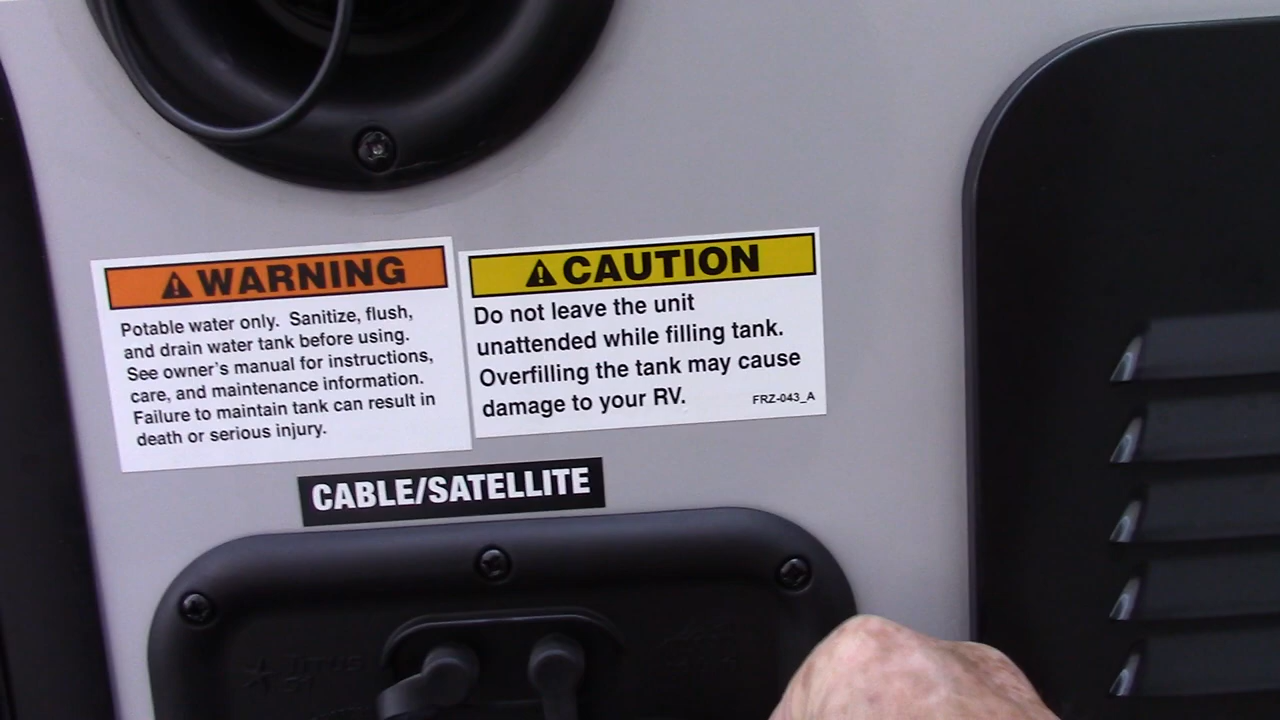 WARNING
Potable water only. Sanitize, flush,
and drain water tank before using.
See owner's manual for instructions,
care, and maintenance information.
Failure to maintain tank can result in
death or serious injury.
CAUTION
Do not leave the unit
unattended while filling tank.
Overfilling the tank may cause
damage to your RV.
FRZ-043_A
CABLE/SATELLITE